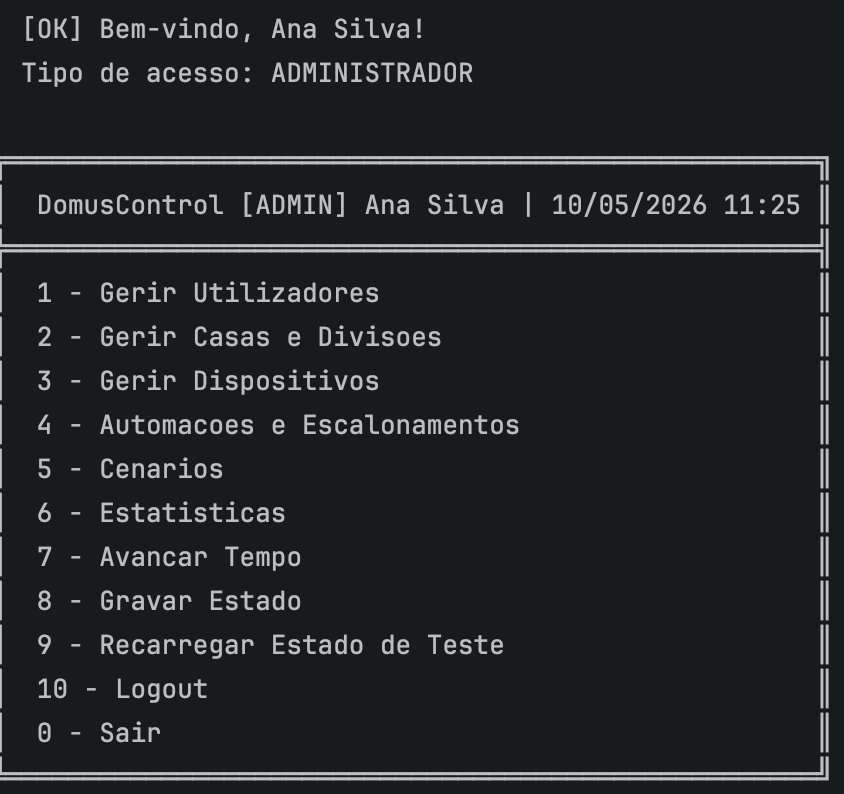 [OK] Bem-vindo, Ana Silva!
Tipo de acesso: ADMINISTRADOR
DomusControl [ADMIN] Ana Silva | 10/05/2026 11:25
1 - Gerir Utilizadores
2 - Gerir Casas e Divisoes
3 - Gerir Dispositivos
4 - Automacoes e Escalonamentos
5 - Cenarios
6 - Estatisticas
7 - Avancar Tempo
8 - Gravar Estado
9 - Recarregar Estado de Teste
10 - Logout
0 - Sair